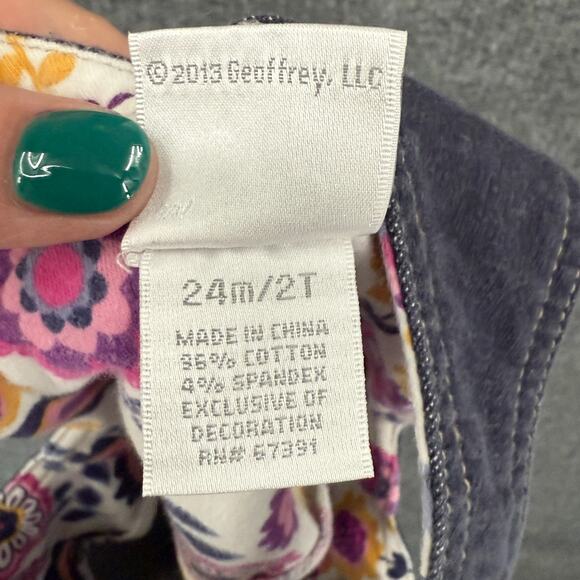 © 2013 Geoffrey, LLC
24m/2T
MADE IN CHINA
96% COTTON
4% SPANDEX
EXCLUSIVE OF
DECORATION
RN# 67391